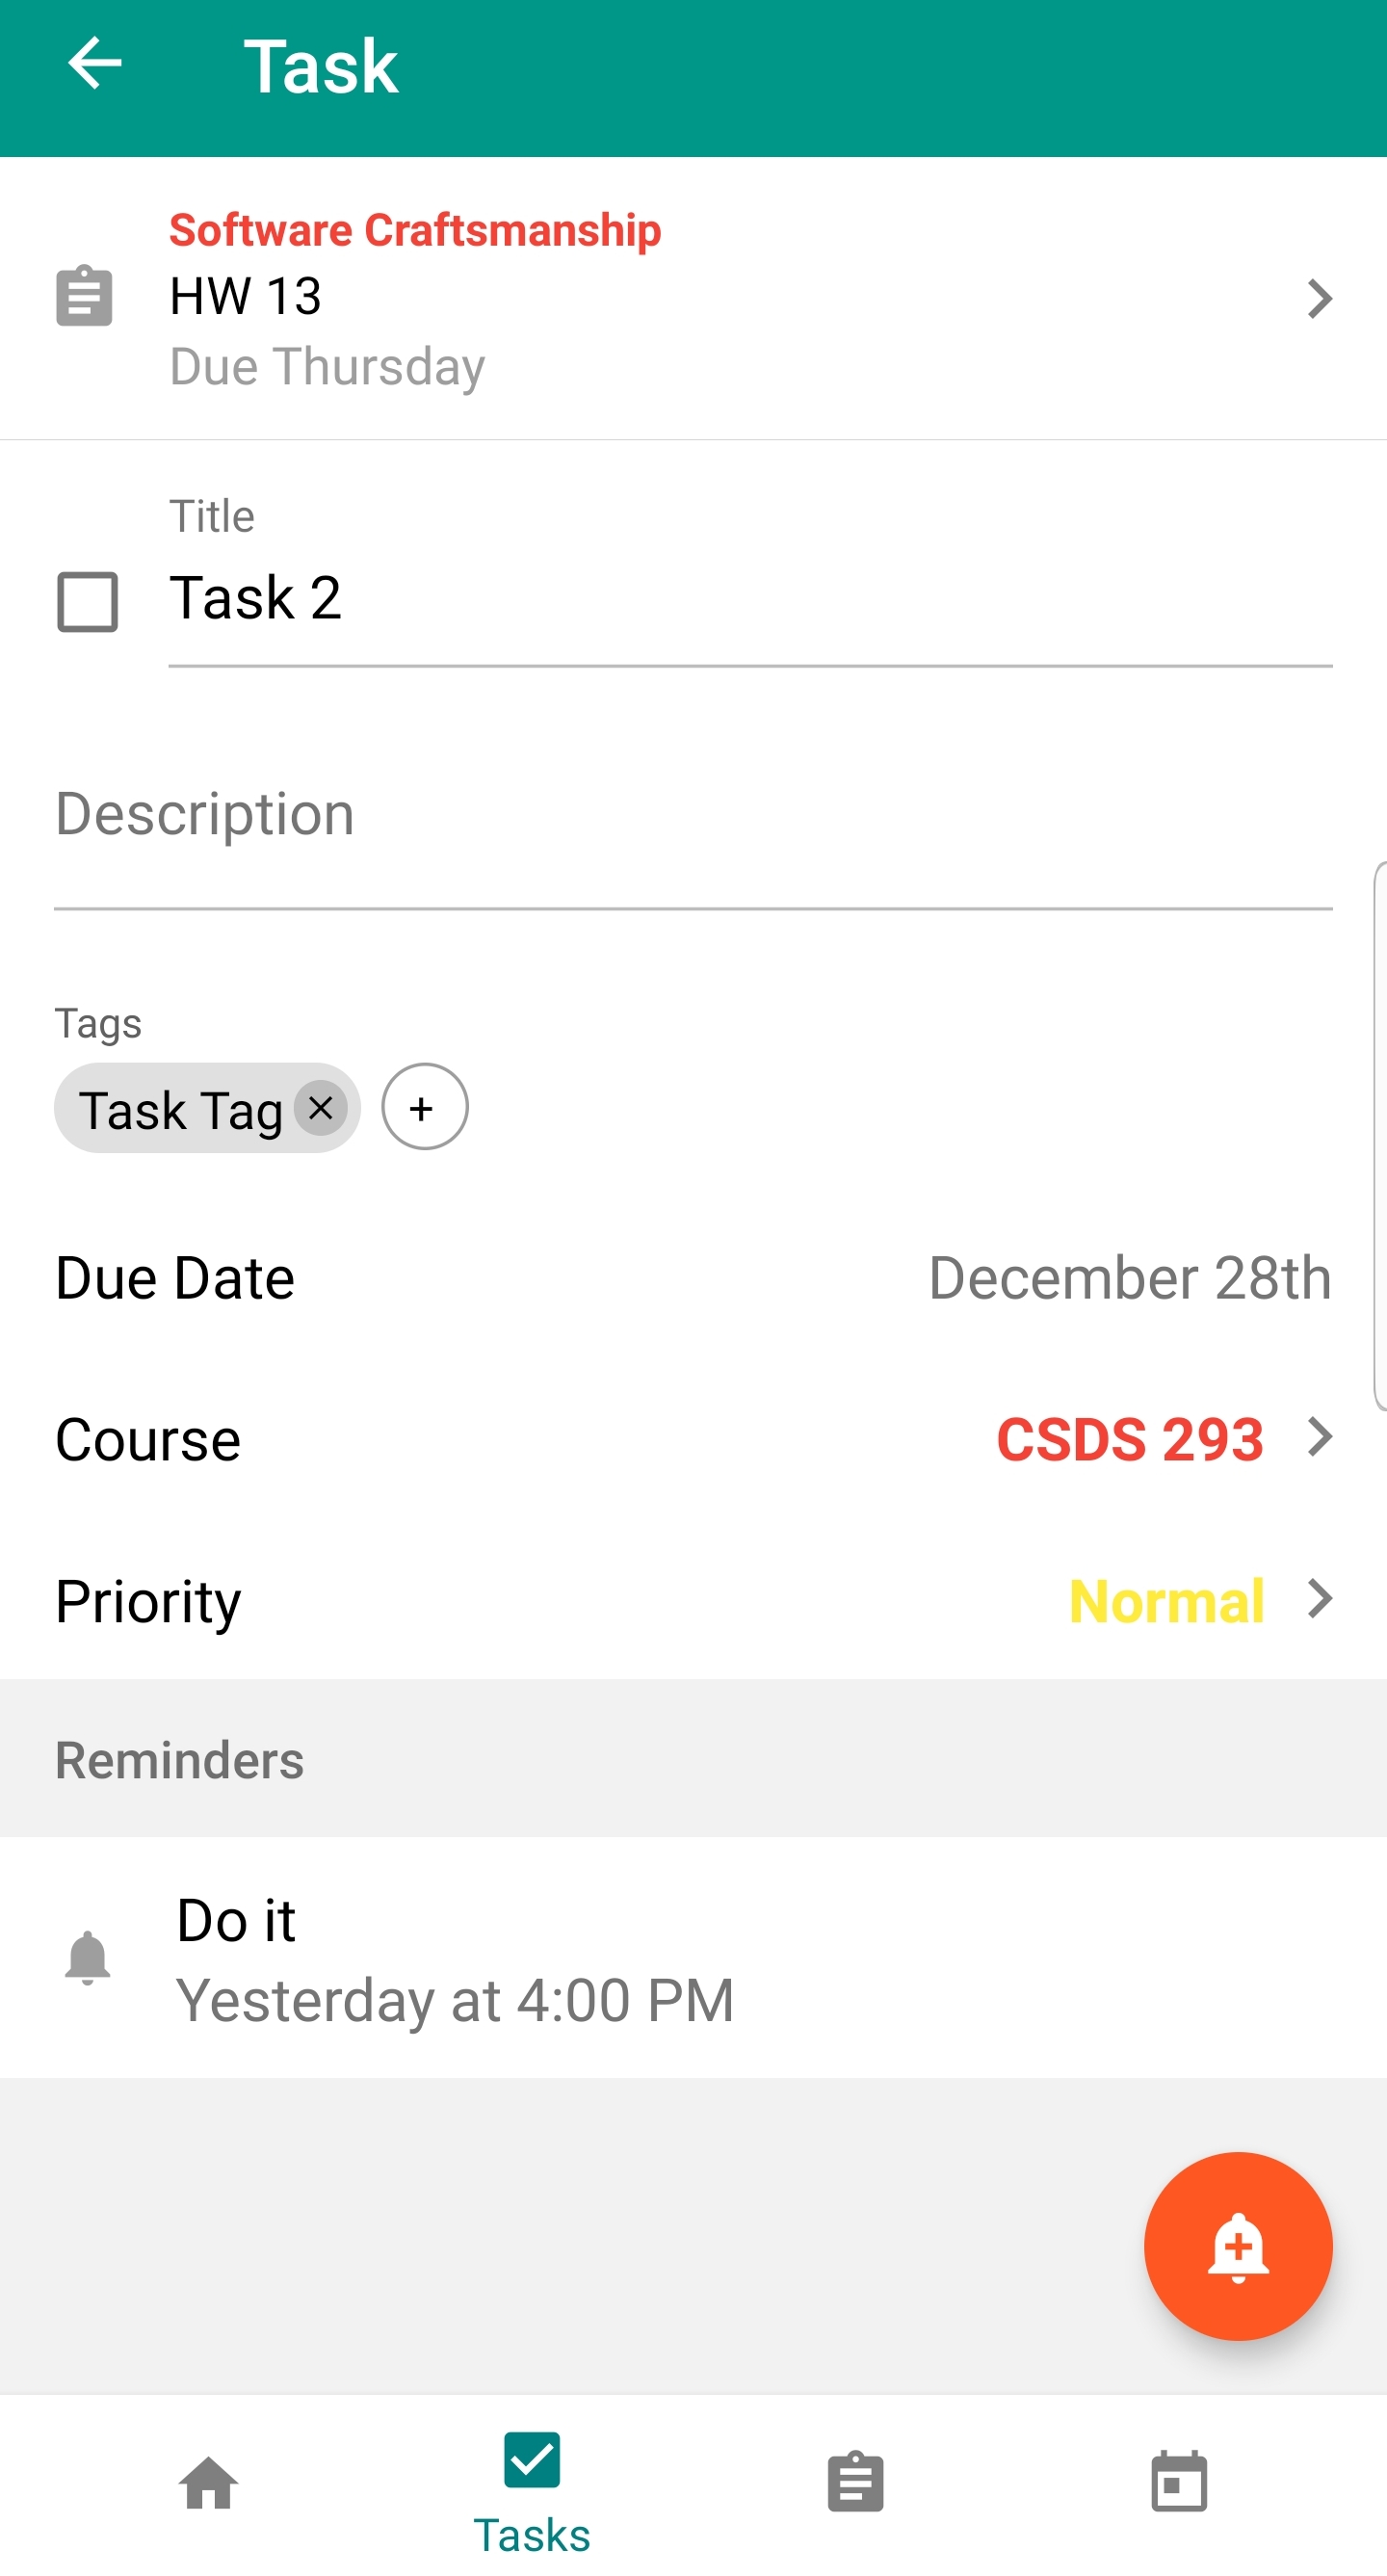 Task
Software Craftsmanship
HW 13
Due Thursday
Title
Task 2
Description
Tags
Task Tag
+
Due Date December 28th
Course CSDS 293
Priority Normal
Reminders
Do it
Yesterday at 4:00 PM
Tasks